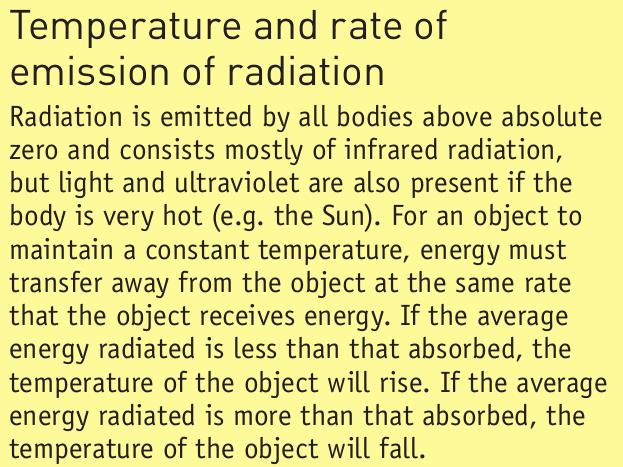 Temperature and rate of
emission of radiation
Radiation is emitted by all bodies above absolute
zero and consists mostly of infrared radiation,
but light and ultraviolet are also present if the
body is very hot (e.g. the Sun). For an object to
maintain a constant temperature, energy must
transfer away from the object at the same rate
that the object receives energy. If the average
energy radiated is less than that absorbed, the
temperature of the object will rise. If the average
energy radiated is more than that absorbed, the
temperature of the object will fall.